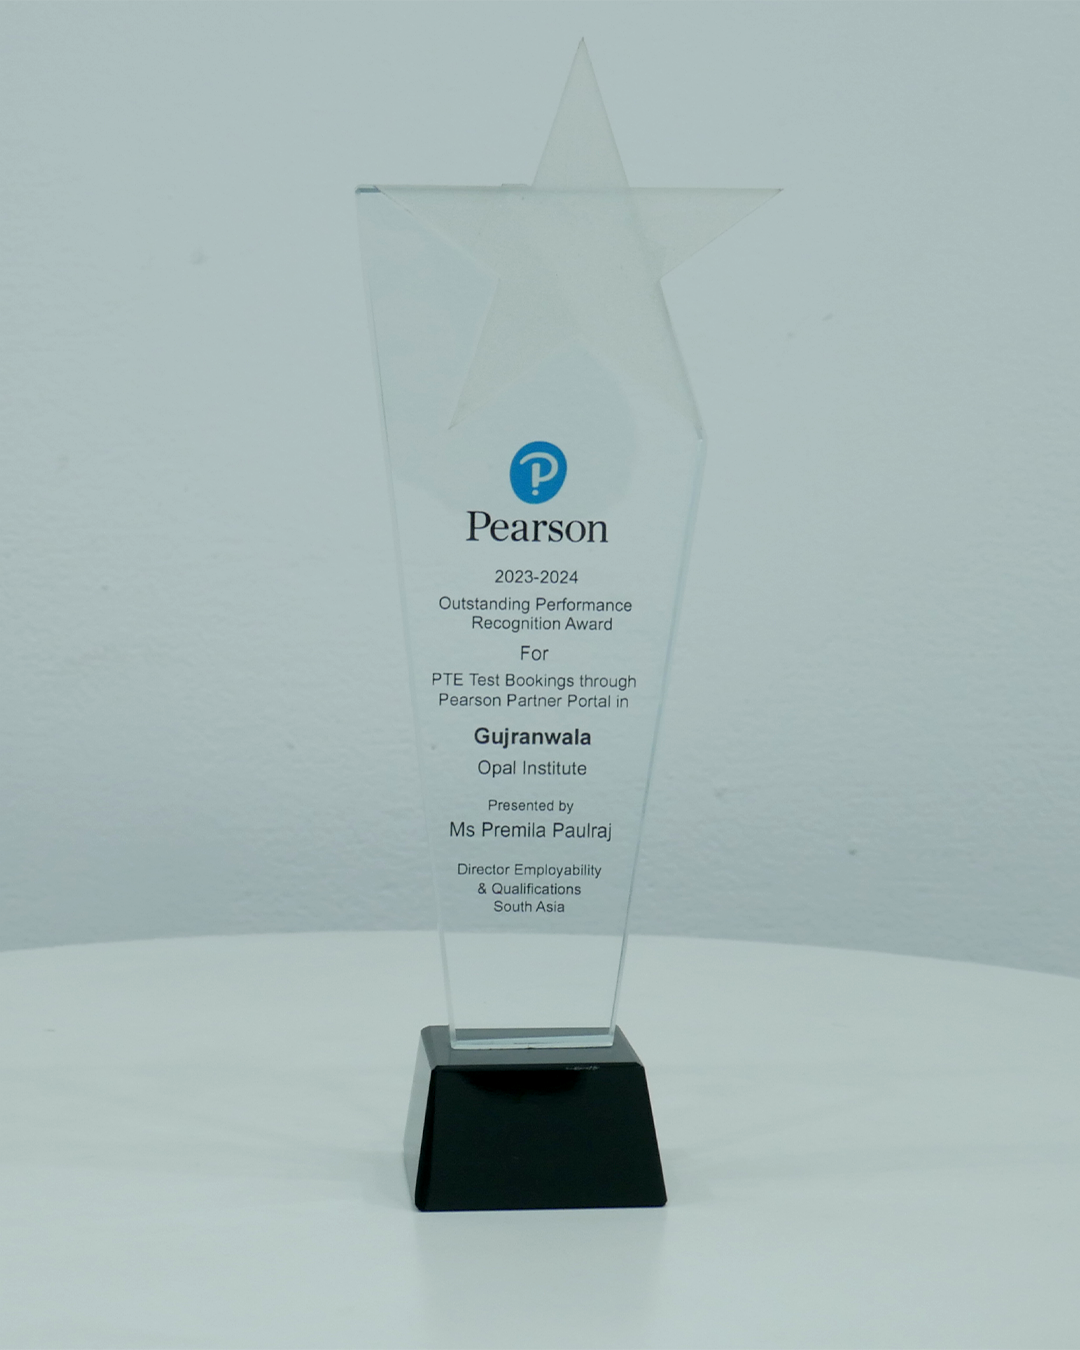 Pearson
2023-2024
Outstanding Performance
Recognition Award
For
PTE Test Bookings through
Pearson Partner Portal in
Gujranwala
Opal Institute
Presented by
Ms Premila Paulraj
Director Employability
& Qualifications
South Asia